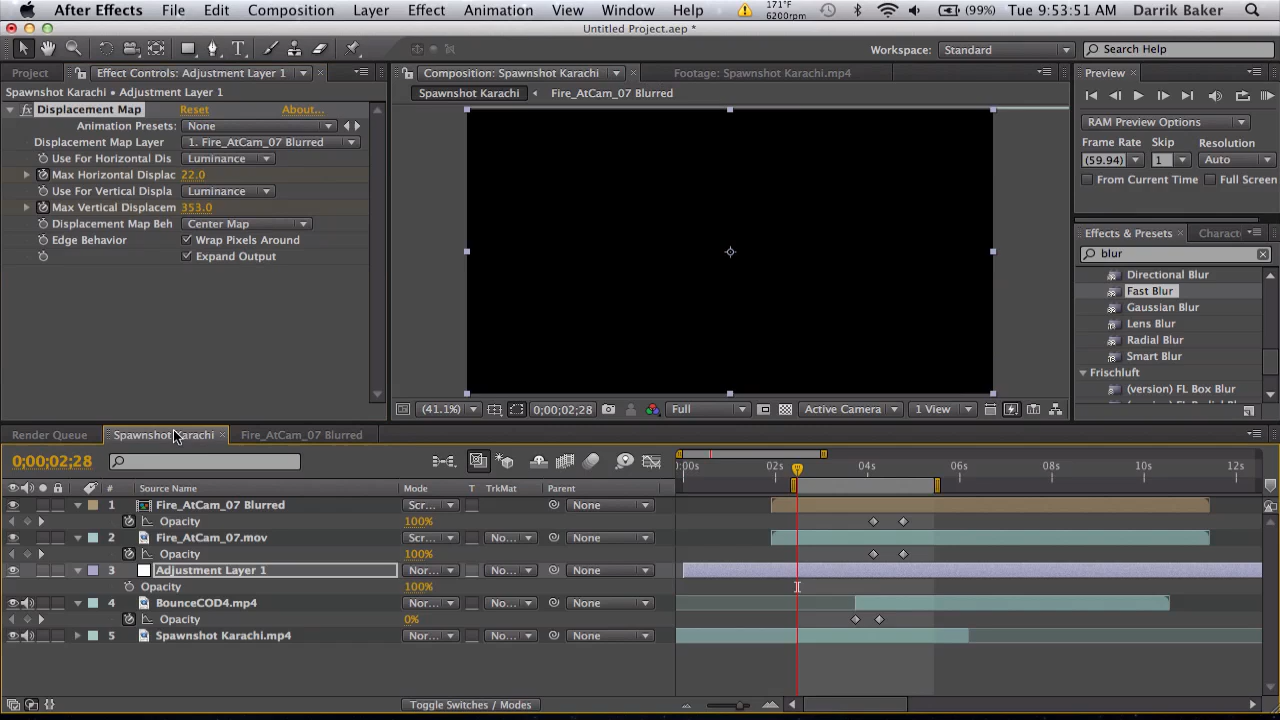 After Effects File Edit Composition Layer Effect Animation View Window Help 171°F 6200rpm (99%) Tue 9:53:51 AM Darrik Baker
Untitled Project.aep *
Workspace: Standard Search Help
Project Effect Controls: Adjustment Layer 1 Composition: Spawnshot Karachi Footage: Spawnshot Karachi.mp4 Preview
Spawnshot Karachi • Adjustment Layer 1 Spawnshot Karachi Fire_AtCam_07 Blurred
fx Displacement Map Reset About...
Animation Presets: None RAM Preview Options
Displacement Map Layer 1. Fire_AtCam_07 Blurred Frame Rate Skip Resolution
Use For Horizontal Dis Luminance (59.94) 1 Auto
Max Horizontal Displac 22.0 From Current Time Full Screen
Use For Vertical Displa Luminance
Max Vertical Displacem 353.0
Displacement Map Beh Center Map Effects & Presets Charact
Edge Behavior Wrap Pixels Around blur
Expand Output
Directional Blur
Fast Blur
Gaussian Blur
Lens Blur
Radial Blur
Smart Blur
Frischluft
(version) FL Box Blur
(41.1%) 0;00;02;28 Full Active Camera 1 View
Render Queue Spawnshot Karachi Fire_AtCam_07 Blurred
0;00;02;28 :00s 02s 04s 06s 08s 10s 12s
# Source Name Mode T TrkMat Parent
1 Fire_AtCam_07 Blurred Scr... None
Opacity 100%
2 Fire_AtCam_07.mov Scr... No... None
Opacity 100%
3 Adjustment Layer 1 Nor... No... None
Opacity 100%
4 BounceCOD4.mp4 Nor... No... None
Opacity 0%
5 Spawnshot Karachi.mp4 Nor... No... None
Toggle Switches / Modes